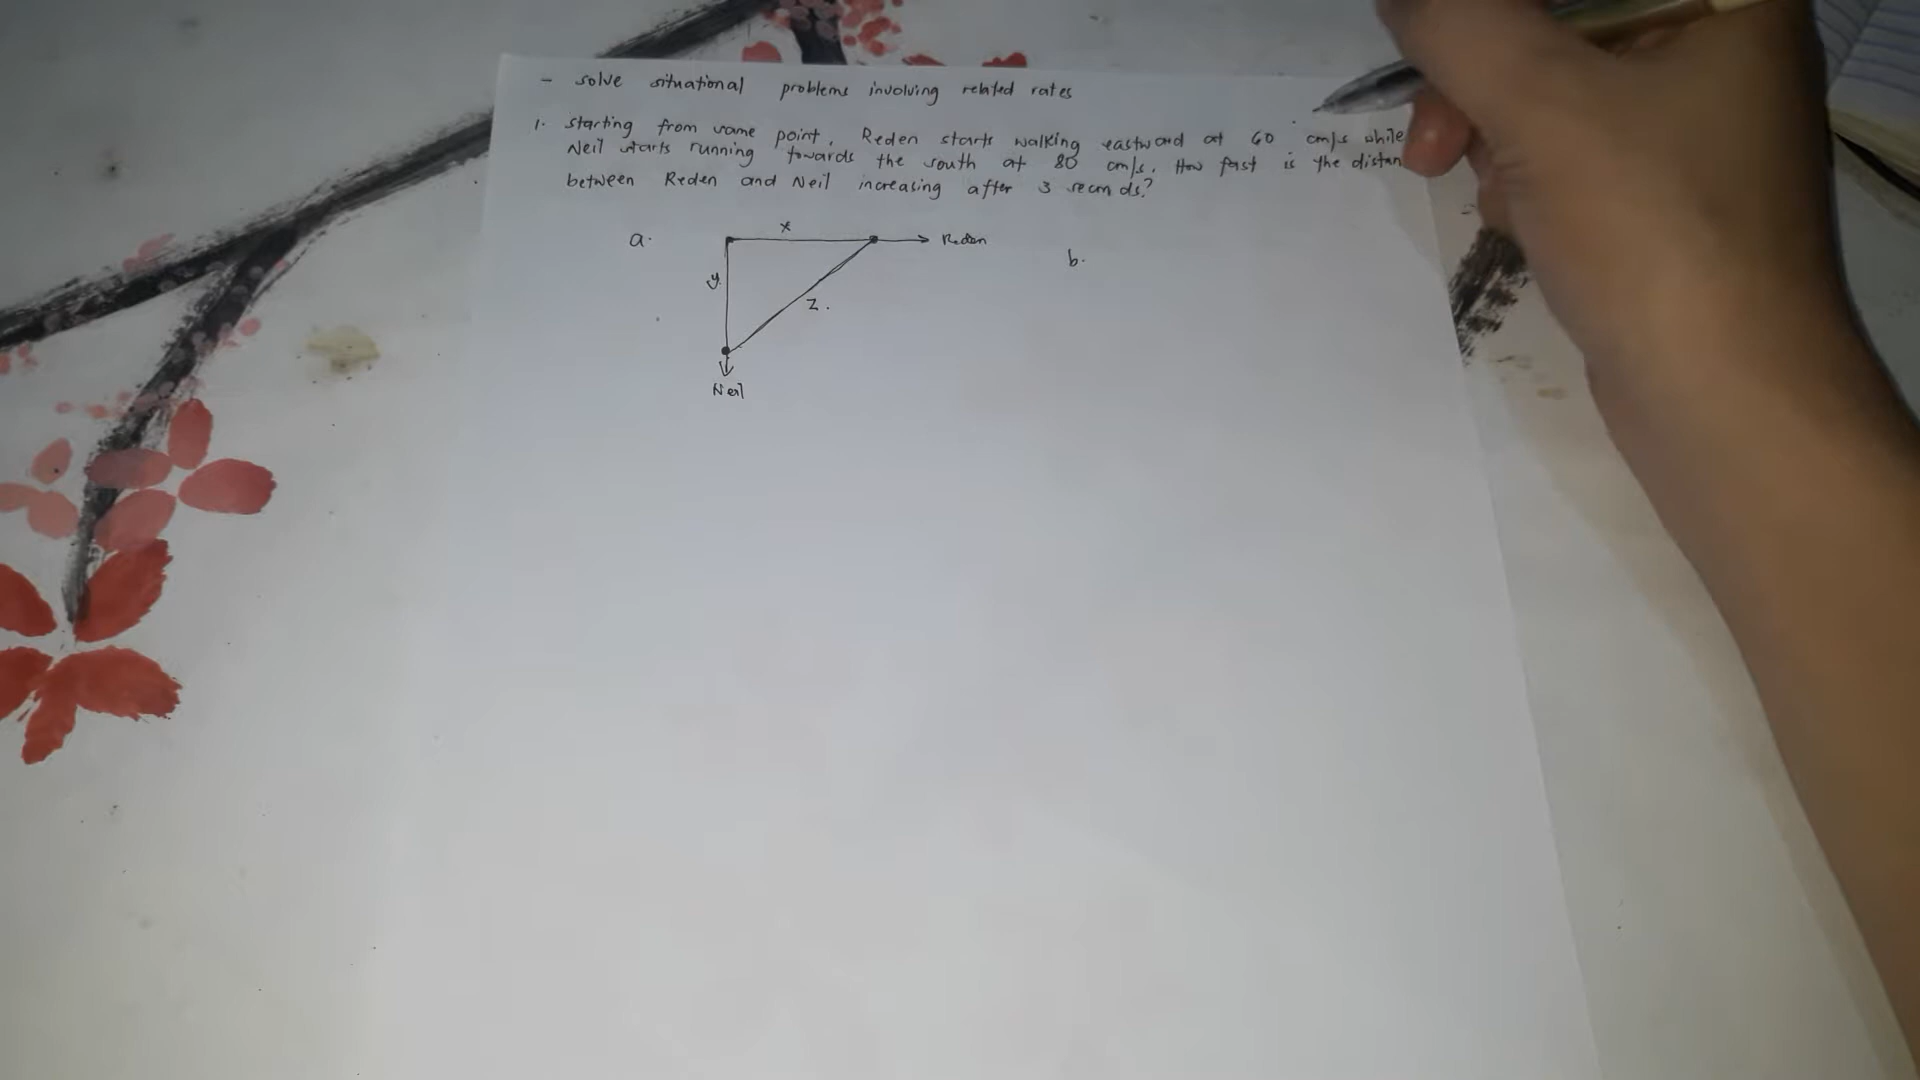 - solve situational problems involving related rates
1. Starting from same point, Reden starts walking eastward at 60 cm/s while
Neil starts running towards the south at 80 cm/s. How fast is the distan
between Reden and Neil increasing after 3 seconds?
a.
x
Reden
b.
y
z.
Neil